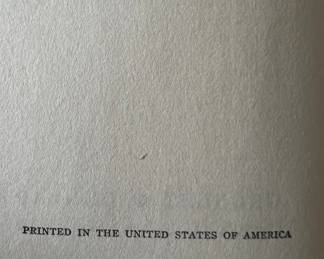 PRINTED IN THE UNITED STATES OF AMERICA